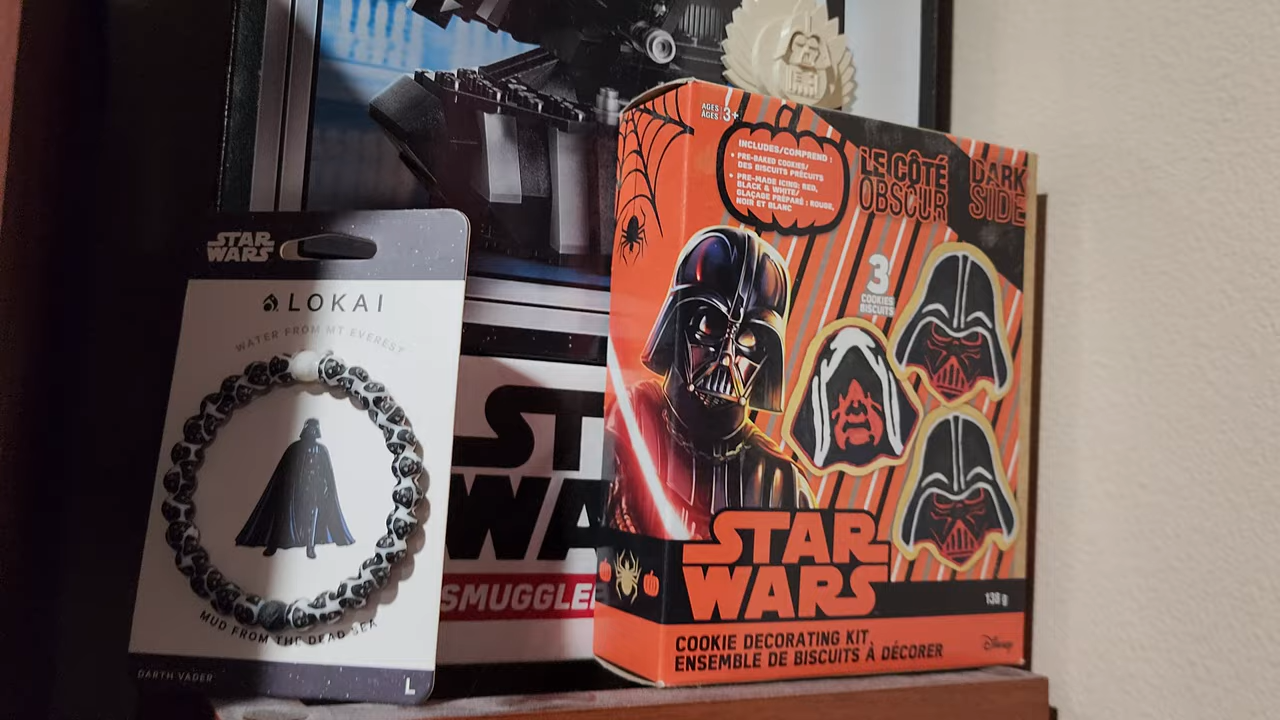 STAR
WARS
LOKAI
WATER FROM MT EVEREST
MUD FROM THE DEAD SEA
DARTH VADER
L
AGES 3+
AGES
INCLUDES/COMPREND :
• PRE-BAKED COOKIES/
DES BISCUITS PRÉCUITS
• PRE-MADE ICING: RED,
BLACK & WHITE/
GLAÇAGE PRÉPARÉ : ROUGE,
NOIR ET BLANC
LE CÔTÉ
OBSCUR
DARK
SIDE
3
COOKIES
BISCUITS
STAR
WARS
138 g
COOKIE DECORATING KIT
ENSEMBLE DE BISCUITS À DÉCORER
Disney
ST
WA
SMUGGLE